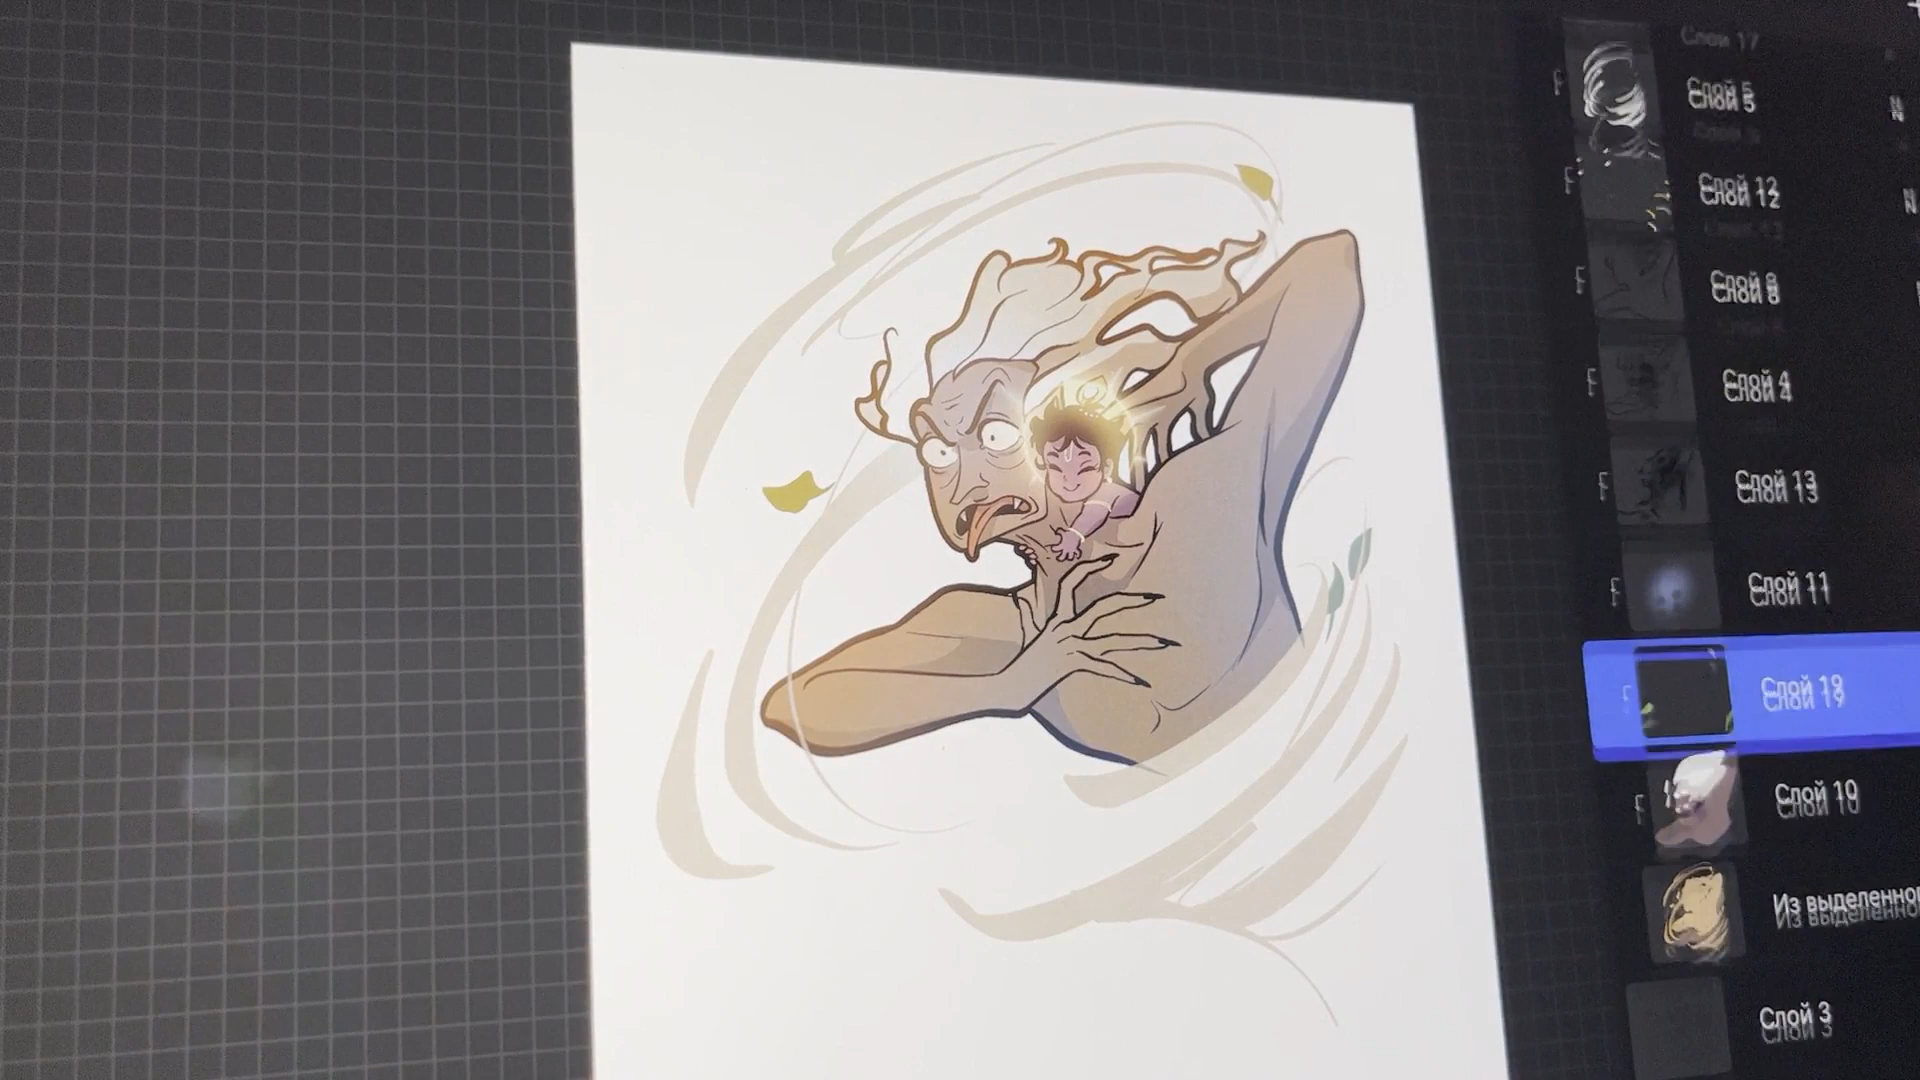 Слой 17
Слой 5
N
Слой 12
N
Слой 8
Слой 4
Слой 13
Слой 11
Слой 19
Слой 10
Из выделенно
Слой 3